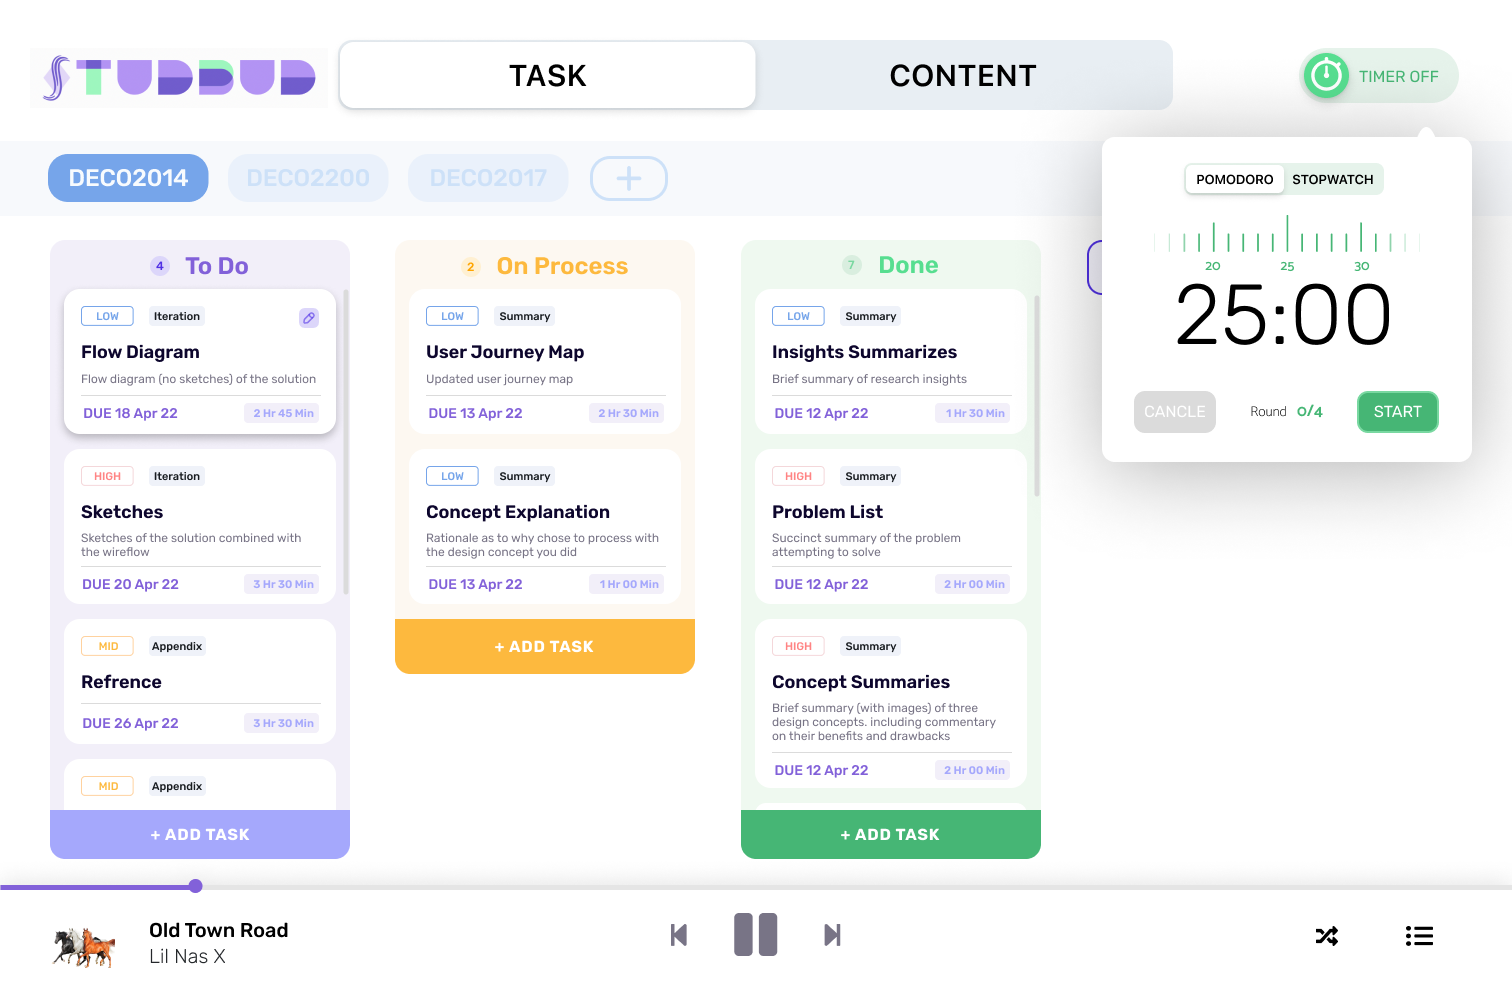 STUDBUD
TASK
CONTENT
TIMER OFF
DECO2014
DECO2200
DECO2017
POMODORO
STOPWATCH
20
25
30
25:00
CANCLE
Round 0/4
START
4 To Do
LOW
Iteration
Flow Diagram
Flow diagram (no sketches) of the solution
DUE 18 Apr 22
2 Hr 45 Min
HIGH
Iteration
Sketches
Sketches of the solution combined with
the wireflow
DUE 20 Apr 22
3 Hr 30 Min
MID
Appendix
Refrence
DUE 26 Apr 22
3 Hr 30 Min
MID
Appendix
+ ADD TASK
2 On Process
LOW
Summary
User Journey Map
Updated user journey map
DUE 13 Apr 22
2 Hr 30 Min
LOW
Summary
Concept Explanation
Rationale as to why chose to process with
the design concept you did
DUE 13 Apr 22
1 Hr 00 Min
+ ADD TASK
7 Done
LOW
Summary
Insights Summarizes
Brief summary of research insights
DUE 12 Apr 22
1 Hr 30 Min
HIGH
Summary
Problem List
Succinct summary of the problem
attempting to solve
DUE 12 Apr 22
2 Hr 00 Min
HIGH
Summary
Concept Summaries
Brief summary (with images) of three
design concepts. including commentary
on their benefits and drawbacks
DUE 12 Apr 22
2 Hr 00 Min
+ ADD TASK
Old Town Road
Lil Nas X